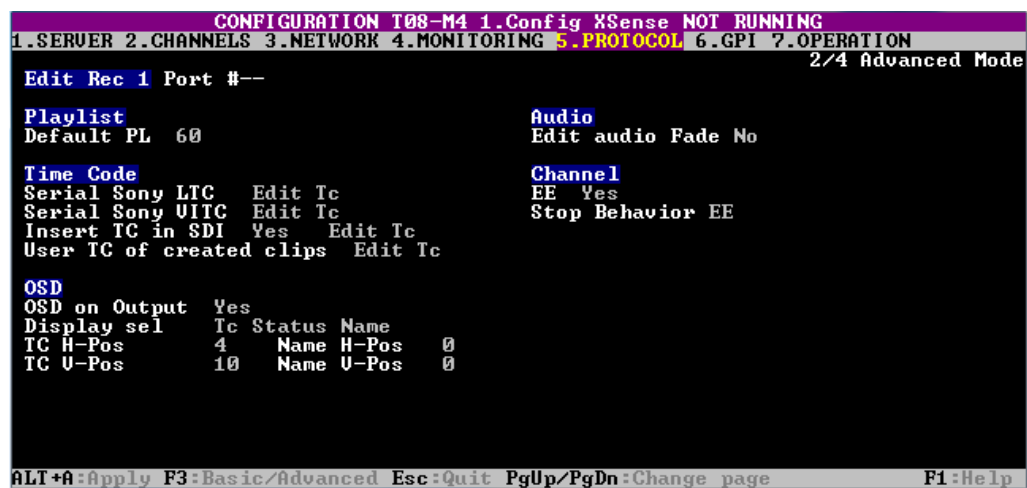 CONFIGURATION T08-M4 1.Config XSense NOT RUNNING
1.SERVER 2.CHANNELS 3.NETWORK 4.MONITORING 5.PROTOCOL 6.GPI 7.OPERATION
2/4 Advanced Mode
Edit Rec 1 Port #--
Playlist
Default PL 60
Audio
Edit audio Fade No
Time Code
Serial Sony LTC Edit Tc
Serial Sony VITC Edit Tc
Insert TC in SDI Yes Edit Tc
User TC of created clips Edit Tc
Channel
EE Yes
Stop Behavior EE
OSD
OSD on Output Yes
Display sel Tc Status Name
TC H-Pos 4 Name H-Pos 0
TC V-Pos 10 Name V-Pos 0
ALT+A:Apply F3:Basic/Advanced Esc:Quit PgUp/PgDn:Change page F1:Help